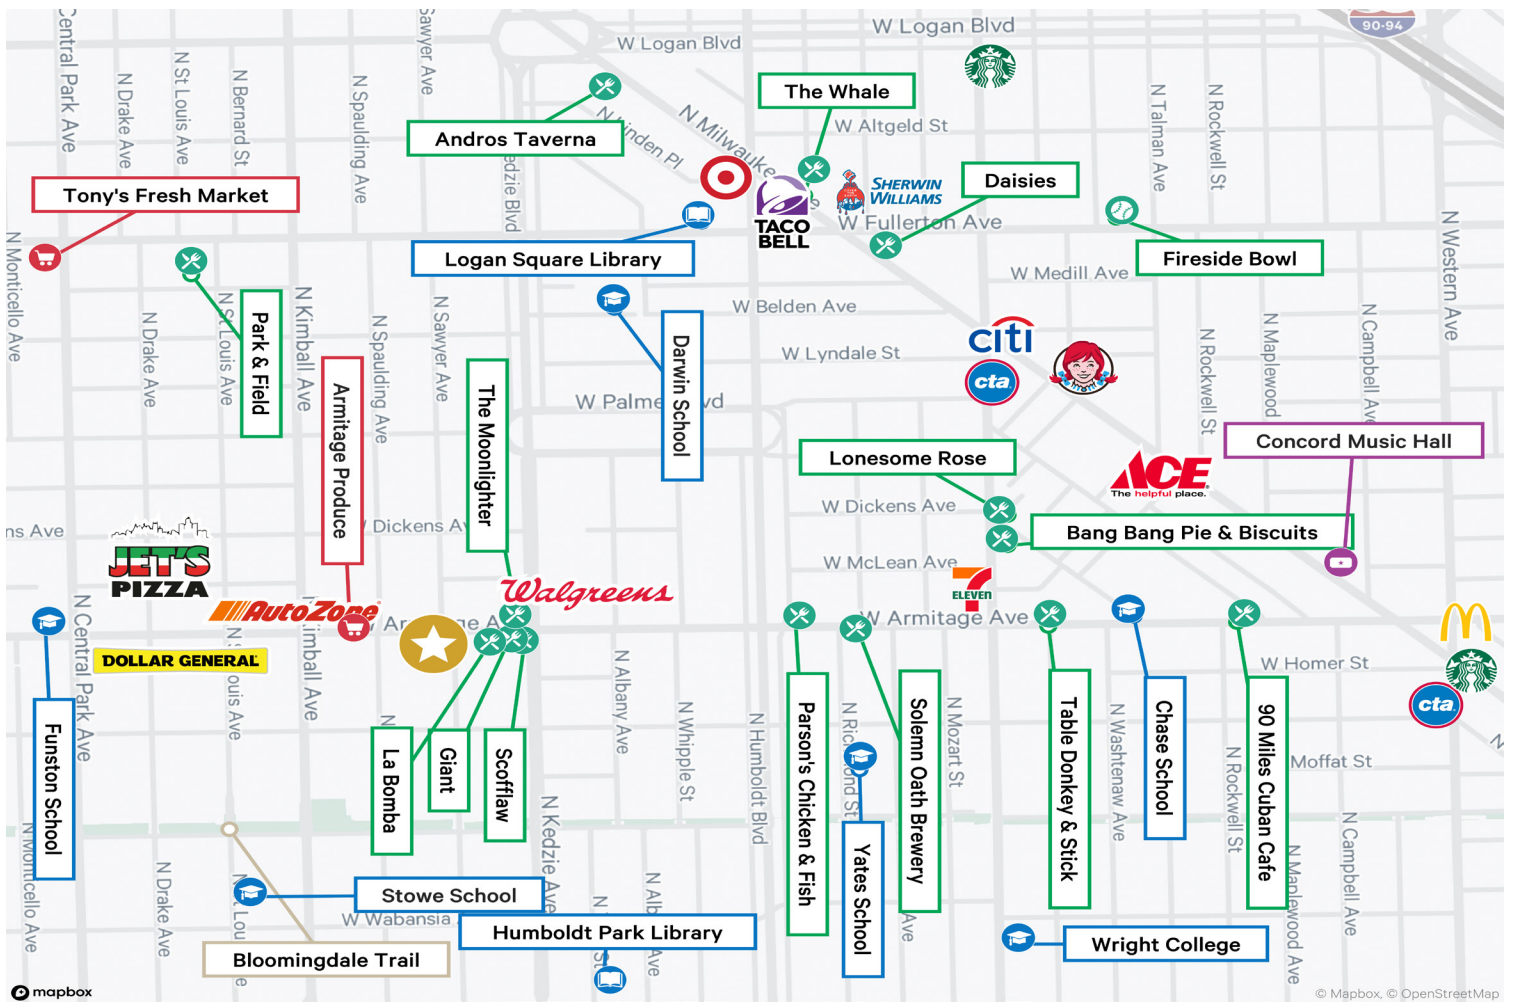 90-94
W Logan Blvd
W Logan Blvd
Central Park Ave
Sawyer Ave
N Drake Ave
N St Louis Ave
N Bernard St
N Spaulding Ave
The Whale
N Talman Ave
N Rockwell St
N Linden Pl
N Milwaukee
W Altgeld St
Andros Taverna
edzie Blvd
Tony's Fresh Market
Daisies
SHERWIN
WILLIAMS
TACO
BELL
W Fullerton Ave
N Western Ave
N Monticello Ave
Logan Square Library
Fireside Bowl
W Medill Ave
N St Louis Ave
N Kimball Ave
N Sawyer Ave
N Drake Ave
N Spaulding Ave
Park & Field
W Belden Ave
N Campbell Ave
N Maplewood
N Rockwell St
Darwin School
citi
cta
W Lyndale St
Armitage Produce
The Moonlighter
W Palme
vd
Concord Music Hall
Lonesome Rose
ACE
The helpful place.
W Dickens Ave
ns Ave
Dickens Av
Bang Bang Pie & Biscuits
JET'S
PIZZA
W McLean Ave
7
ELEVEN
Walgreens
AutoZone
W Armitage Ave
DOLLAR GENERAL
N Central Park Ave
imball Ave
ouis Ave
W Homer St
cta
N Albany Ave
N Whipple St
N Humboldt Blvd
N Mozart St
N Washtenaw Ave
N Rockwell St
Moffat St
Funston School
La Bomba
Giant
Scofflaw
Parson's Chicken & Fish
Solemn Oath Brewery
Table Donkey & Stick
Chase School
90 Miles Cuban Cafe
Yates School
N Kedzie Ave
N Monticello Ave
N Drake Ave
N Campbell Ave
N Maplewood Ave
Stowe School
W Wabansia
Humboldt Park Library
Wright College
Bloomingdale Trail
mapbox
© Mapbox, © OpenStreetMap